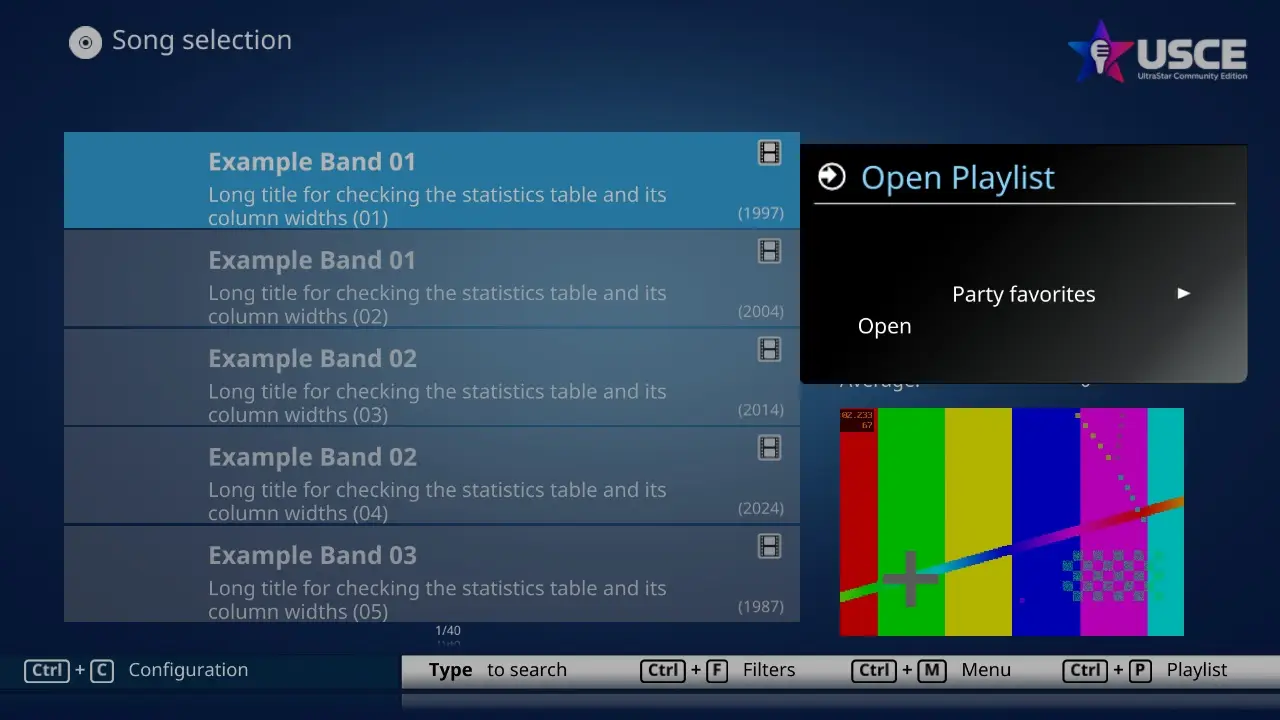 Song selection
USCE
UltraStar Community Edition
Example Band 01
Long title for checking the statistics table and its
column widths (01)
(1997)
Example Band 01
Long title for checking the statistics table and its
column widths (02)
(2004)
Example Band 02
Long title for checking the statistics table and its
column widths (03)
(2014)
Example Band 02
Long title for checking the statistics table and its
column widths (04)
(2024)
Example Band 03
Long title for checking the statistics table and its
column widths (05)
(1987)
1/40
Open Playlist
Party favorites
Open
Average:
02.233
67
Ctrl + C Configuration
Type to search
Ctrl + F Filters
Ctrl + M Menu
Ctrl + P Playlist